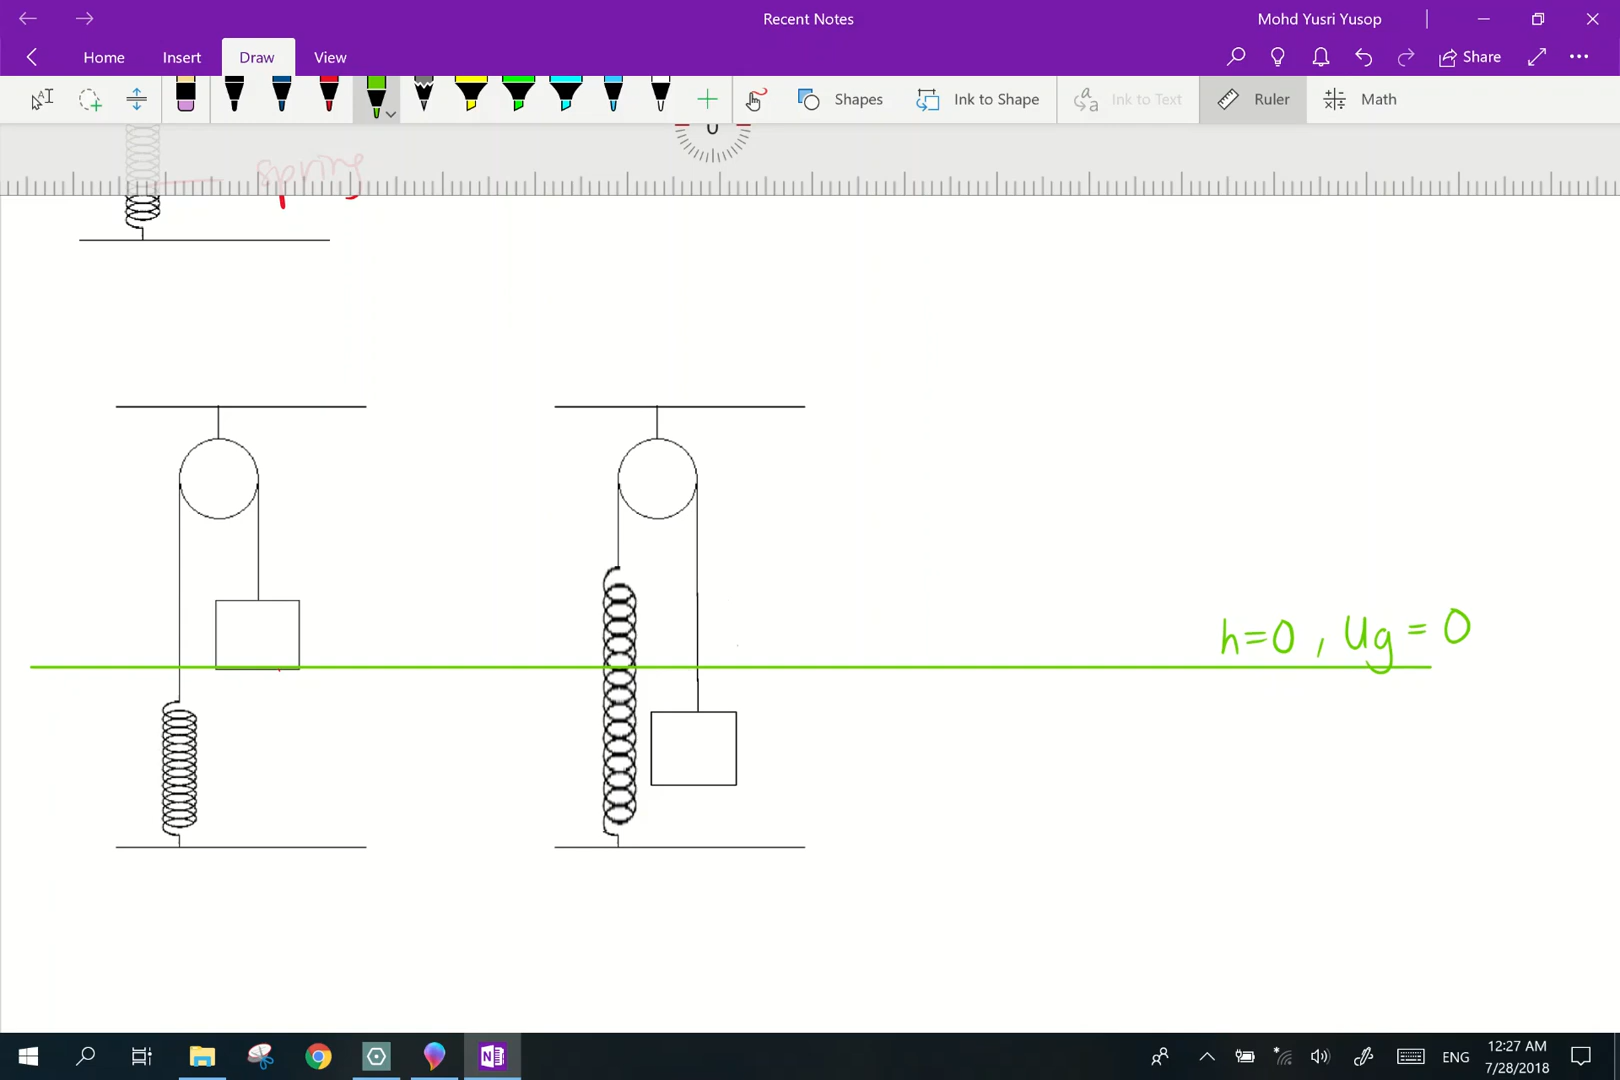 Recent Notes
Mohd Yusri Yusop
Home Insert Draw View
Share
Shapes
Ink to Shape
Ink to Text
Ruler
Math
0
spring
h=0 , Ug = 0
ENG
12:27 AM
7/28/2018